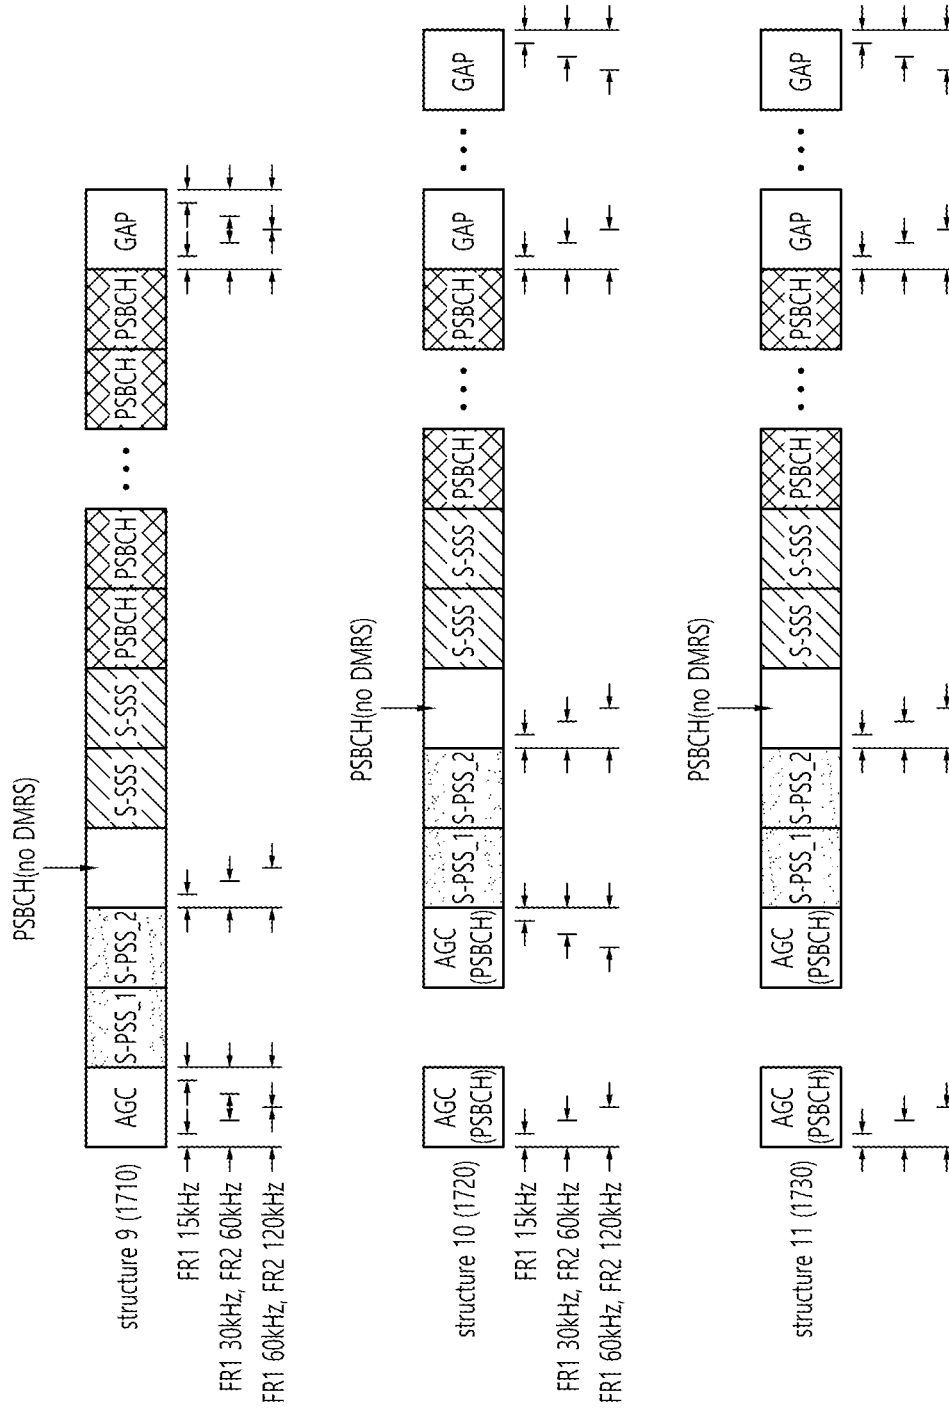 PSBCH(no DMRS)
structure 9 (1710)
AGC
S-PSS_1
S-PSS_2
S-SSS
S-SSS
PSBCH
PSBCH
• • •
PSBCH
PSBCH
GAP
FR1 15kHz
FR1 30kHz, FR2 60kHz
FR1 60kHz, FR2 120kHz
PSBCH(no DMRS)
structure 10 (1720)
AGC
(PSBCH)
AGC
(PSBCH)
S-PSS_1
S-PSS_2
S-SSS
S-SSS
PSBCH
• • •
PSBCH
GAP
• • •
GAP
FR1 15kHz
FR1 30kHz, FR2 60kHz
FR1 60kHz, FR2 120kHz
PSBCH(no DMRS)
structure 11 (1730)
AGC
(PSBCH)
AGC
(PSBCH)
S-PSS_1
S-PSS_2
S-SSS
S-SSS
PSBCH
• • •
PSBCH
GAP
• • •
GAP